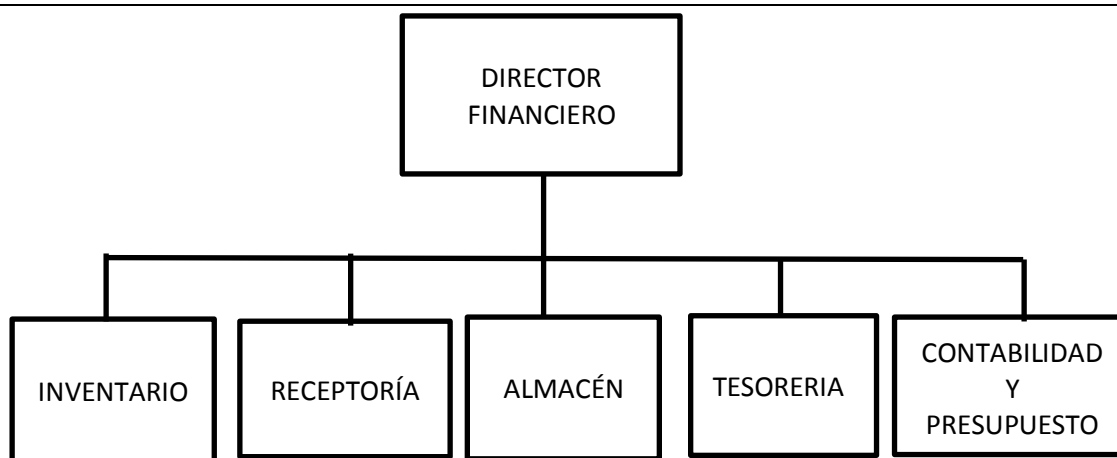 DIRECTOR
FINANCIERO
INVENTARIO
RECEPTORÍA
ALMACÉN
TESORERIA
CONTABILIDAD
Y
PRESUPUESTO